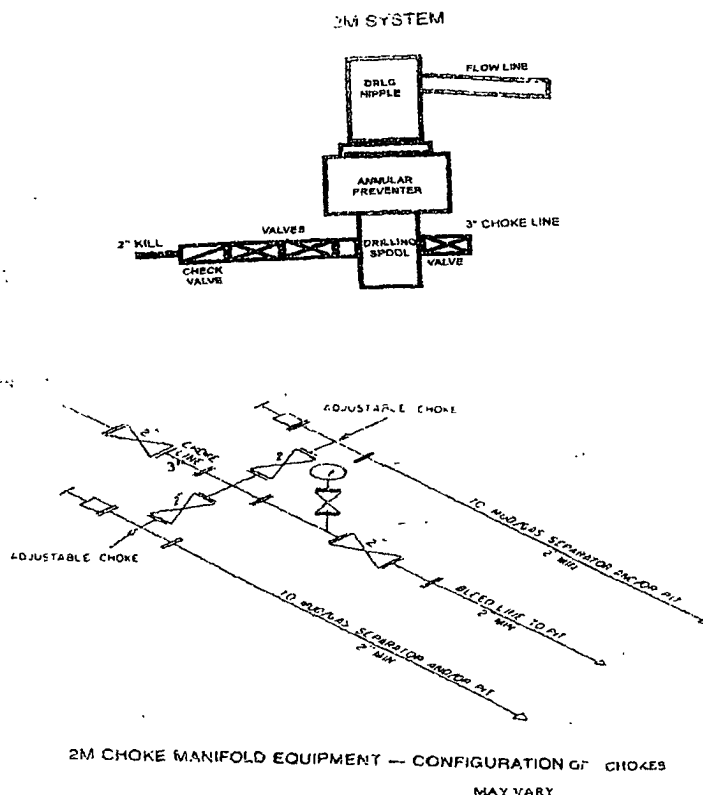 2M SYSTEM
FLOW LINE
DRLG
NIPPLE
ANNULAR
PREVENTER
3" CHOKE LINE
VALVES
2" KILL
DRILLING
SPOOL
CHECK
VALVE
VALVE
ADJUSTABLE CHOKE
2"
CHOKE
LINE
3"
2"
2"
TO MUD/GAS SEPARATOR AND/OR PIT
2" MIN
2"
ADJUSTABLE CHOKE
BLEED LINE TO PIT
2" MIN
TO MUD/GAS SEPARATOR AND/OR PIT
2" MIN
2M CHOKE MANIFOLD EQUIPMENT — CONFIGURATION OF CHOKES
MAY VARY